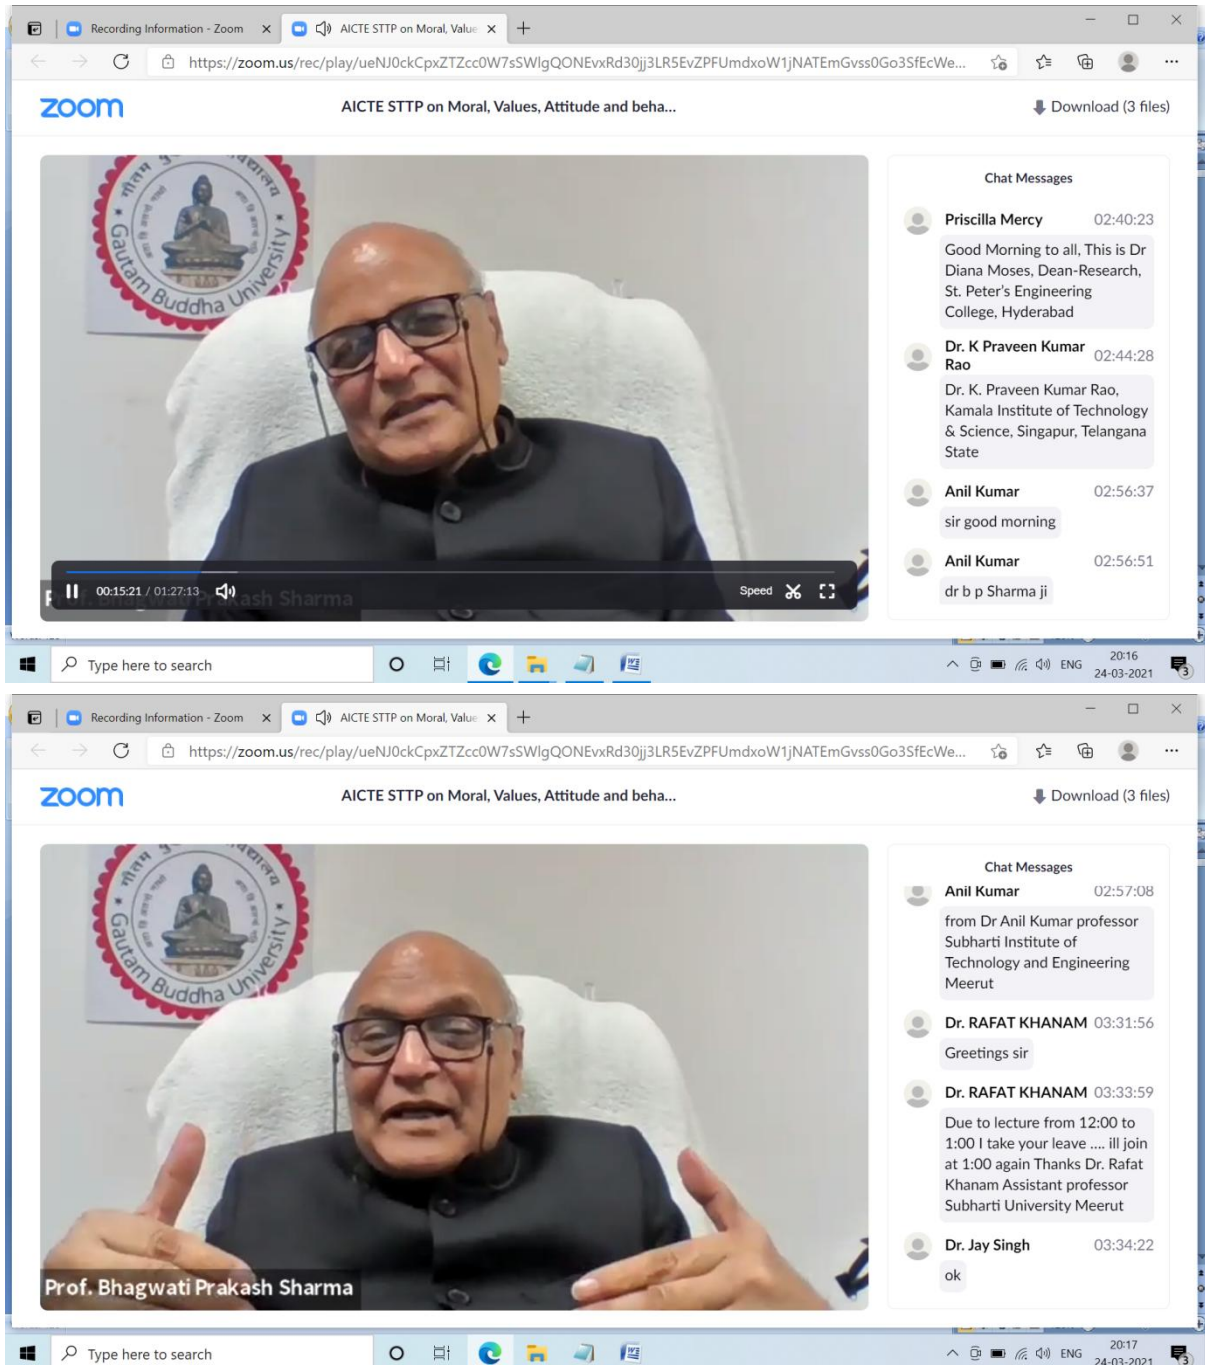 Recording Information - Zoom
AICTE STTP on Moral, Value
https://zoom.us/rec/play/ueNJ0ckCpxZTZcc0W7sSWlgQONEvxRd30jj3LR5EvZPFUmdxoW1jNATEmGvss0Go3SfEcWe...
zoom
AICTE STTP on Moral, Values, Attitude and beha...
Download (3 files)
Gautam Buddha University
Chat Messages
Priscilla Mercy 02:40:23
Good Morning to all, This is Dr
Diana Moses, Dean-Research,
St. Peter's Engineering
College, Hyderabad
Dr. K Praveen Kumar
Rao 02:44:28
Dr. K. Praveen Kumar Rao,
Kamala Institute of Technology
& Science, Singapur, Telangana
State
Anil Kumar 02:56:37
sir good morning
Anil Kumar 02:56:51
dr b p Sharma ji
00:15:21 / 01:27:13
Speed
Prof. Bhagwati Prakash Sharma
Type here to search
ENG
20:16
24-03-2021
3
Recording Information - Zoom
AICTE STTP on Moral, Value
https://zoom.us/rec/play/ueNJ0ckCpxZTZcc0W7sSWlgQONEvxRd30jj3LR5EvZPFUmdxoW1jNATEmGvss0Go3SfEcWe...
zoom
AICTE STTP on Moral, Values, Attitude and beha...
Download (3 files)
Gautam Buddha University
Chat Messages
Anil Kumar 02:57:08
from Dr Anil Kumar professor
Subharti Institute of
Technology and Engineering
Meerut
Dr. RAFAT KHANAM 03:31:56
Greetings sir
Dr. RAFAT KHANAM 03:33:59
Due to lecture from 12:00 to
1:00 I take your leave .... ill join
at 1:00 again Thanks Dr. Rafat
Khanam Assistant professor
Subharti University Meerut
Dr. Jay Singh 03:34:22
ok
Prof. Bhagwati Prakash Sharma
Type here to search
ENG
20:17
24-03-2021
3